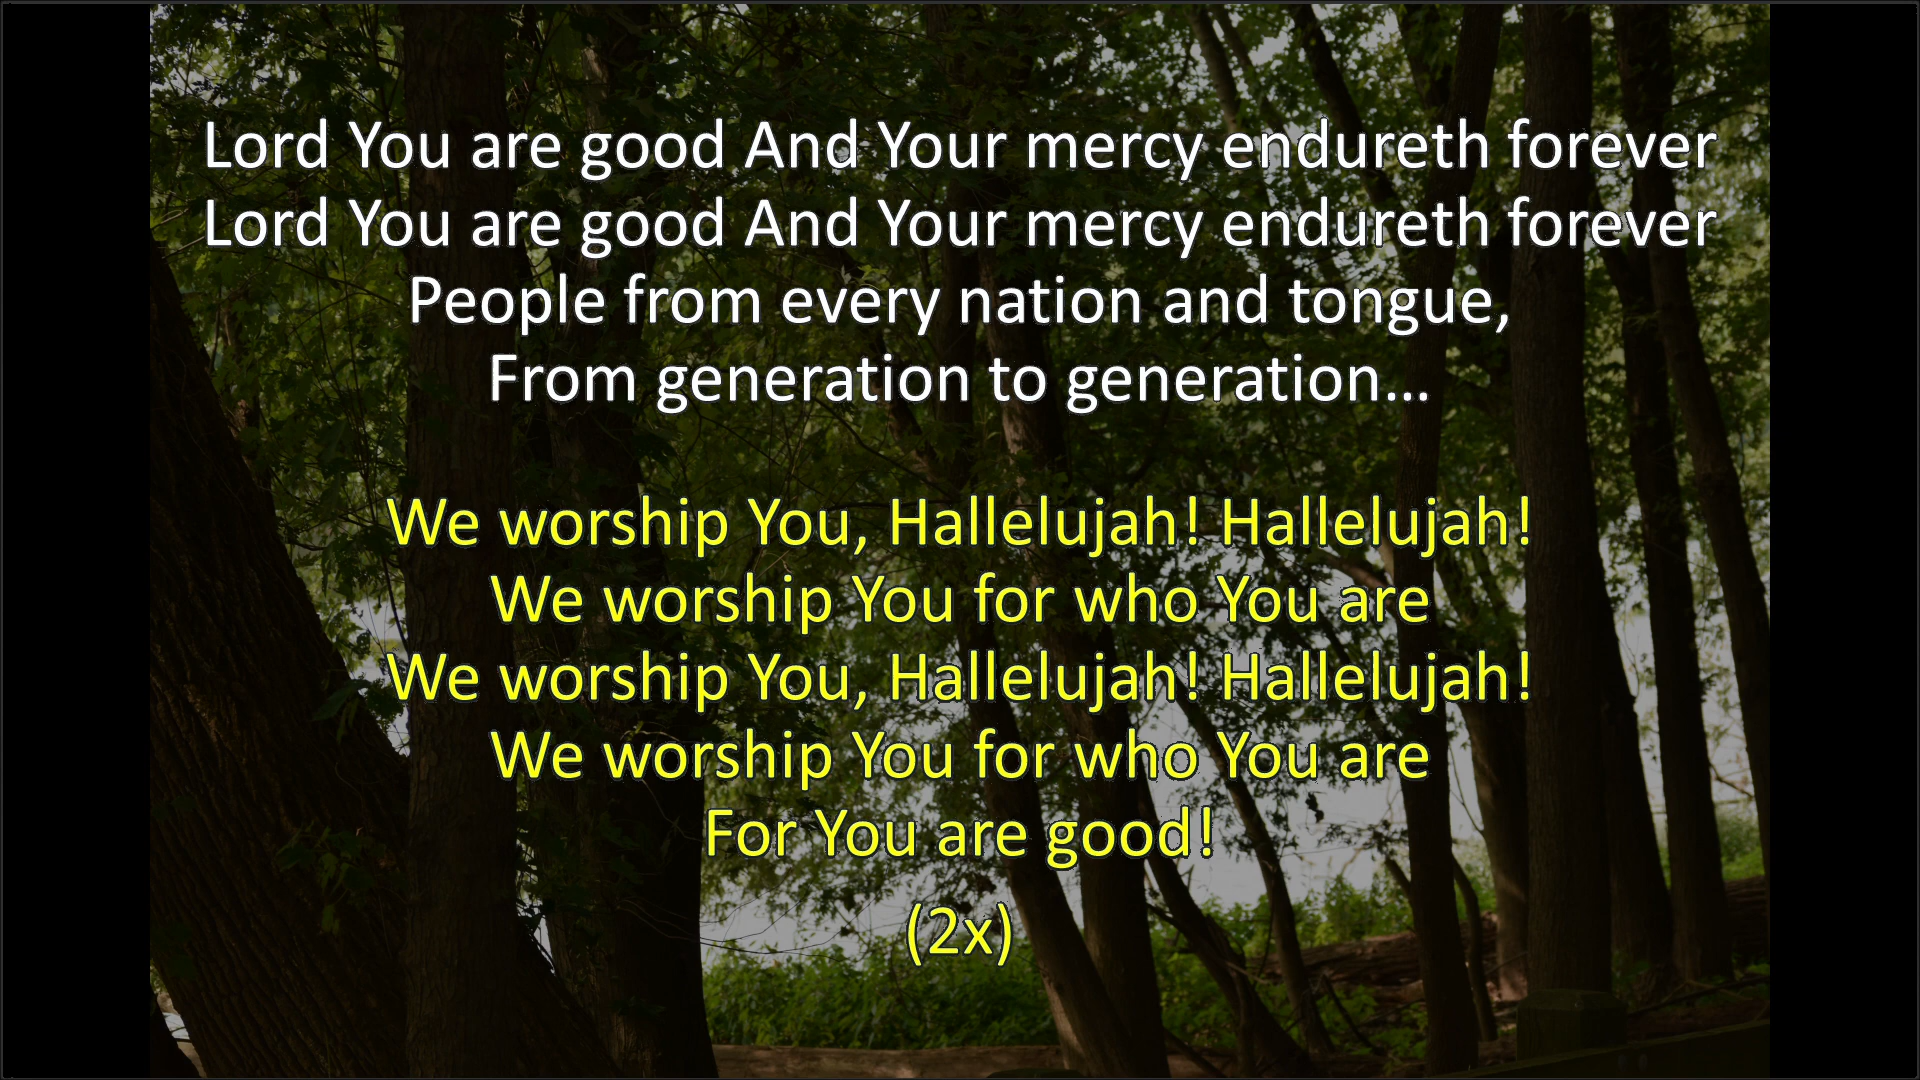 Lord You are good And Your mercy endureth forever
Lord You are good And Your mercy endureth forever
People from every nation and tongue,
From generation to generation...
We worship You, Hallelujah! Hallelujah!
We worship You for who You are
We worship You, Hallelujah! Hallelujah!
We worship You for who You are
For You are good!
(2x)